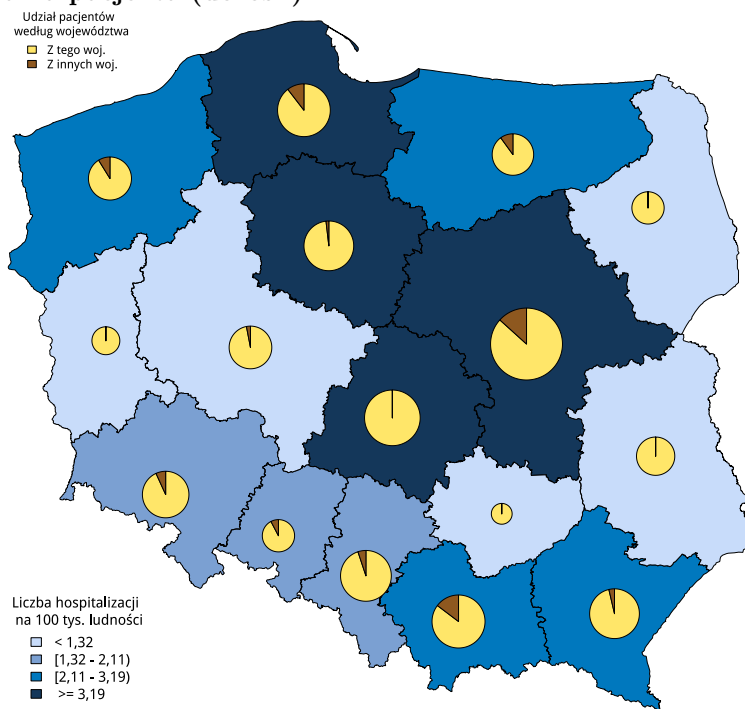 Udział pacjentów
według województwa
Z tego woj.
Z innych woj.
Liczba hospitalizacji
na 100 tys. ludności
< 1,32
[1,32 - 2,11)
[2,11 - 3,19)
>= 3,19